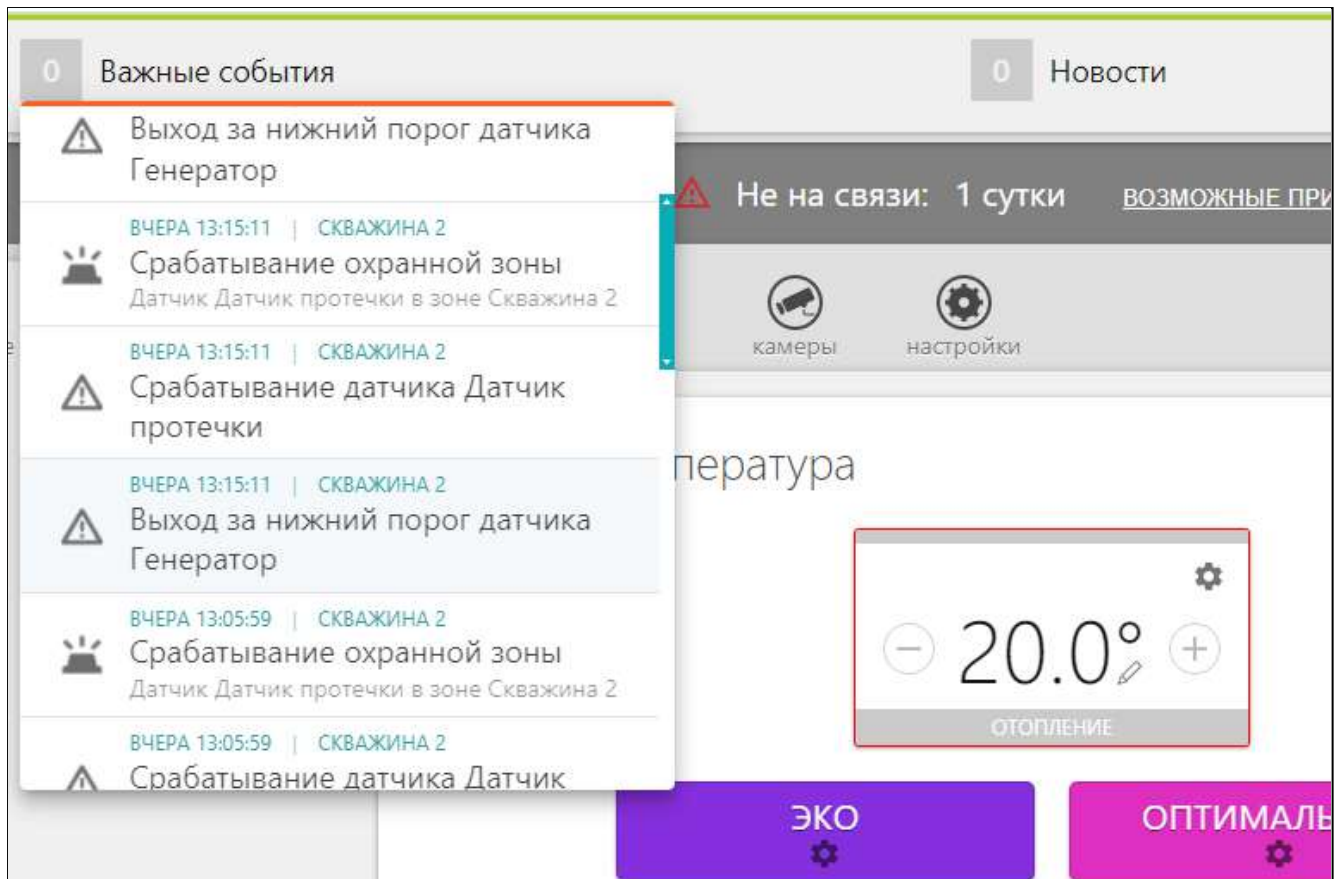 0 Важные события
0 Новости
Выход за нижний порог датчика
Генератор
ВЧЕРА 13:15:11 | СКВАЖИНА 2
Срабатывание охранной зоны
Датчик Датчик протечки в зоне Скважина 2
ВЧЕРА 13:15:11 | СКВАЖИНА 2
Срабатывание датчика Датчик
протечки
ВЧЕРА 13:15:11 | СКВАЖИНА 2
Выход за нижний порог датчика
Генератор
ВЧЕРА 13:05:59 | СКВАЖИНА 2
Срабатывание охранной зоны
Датчик Датчик протечки в зоне Скважина 2
ВЧЕРА 13:05:59 | СКВАЖИНА 2
Срабатывание датчика Датчик
Не на связи: 1 сутки ВОЗМОЖНЫЕ ПРИ
камеры настройки
пература
20.0°
ОТОПЛЕНИЕ
ЭКО
ОПТИМАЛЬ